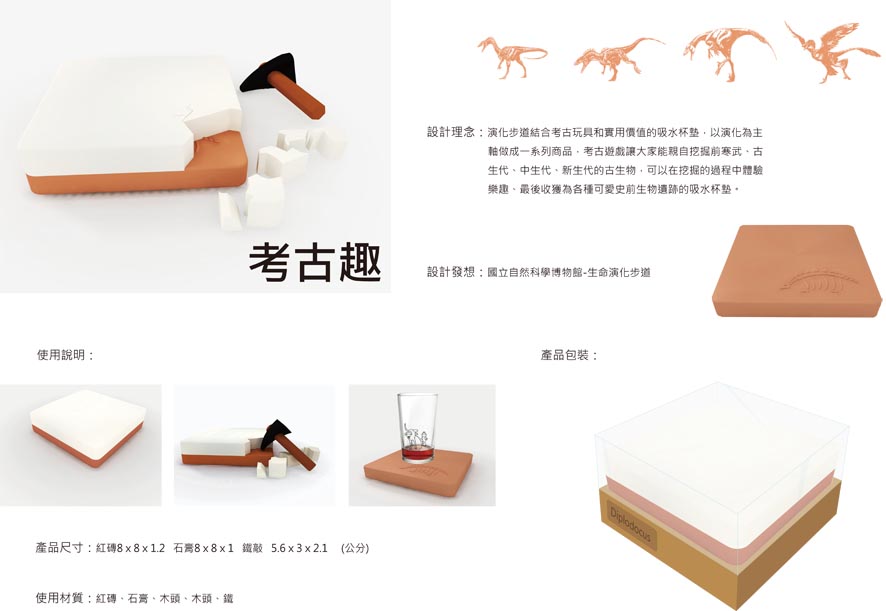 考古趣
設計理念：演化步道結合考古玩具和實用價值的吸水杯墊，以演化為主
軸做成一系列商品，考古遊戲讓大家能親自挖掘前寒武、古
生代、中生代、新生代的古生物，可以在挖掘的過程中體驗
樂趣、最後收獲為各種可愛史前生物遺跡的吸水杯墊。
設計發想：國立自然科學博物館-生命演化步道
使用說明：
產品包裝：
Diplodocus
產品尺寸：紅磚8 x 8 x 1.2 石膏8 x 8 x 1 鐵敲 5.6 x 3 x 2.1 (公分)
使用材質：紅磚、石膏、木頭、木頭、鐵